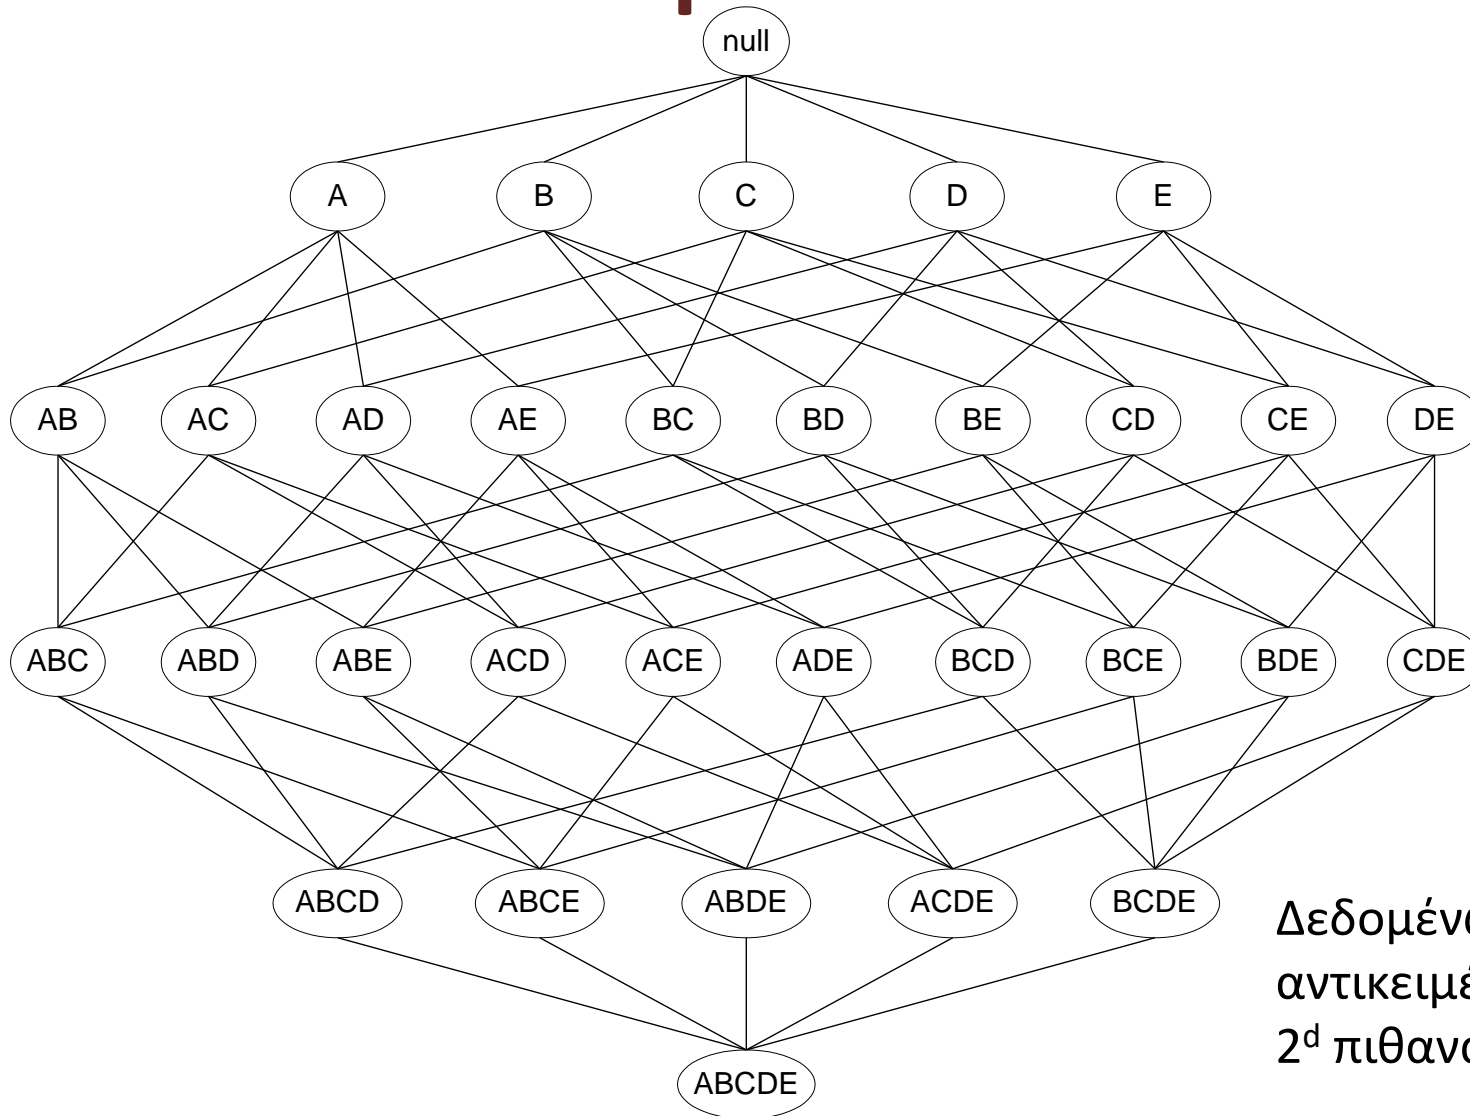 null
A B C D E
AB AC AD AE BC BD BE CD CE DE
ABC ABD ABE ACD ACE ADE BCD BCE BDE CDE
ABCD ABCE ABDE ACDE BCDE
ABCDE
2ᵈ